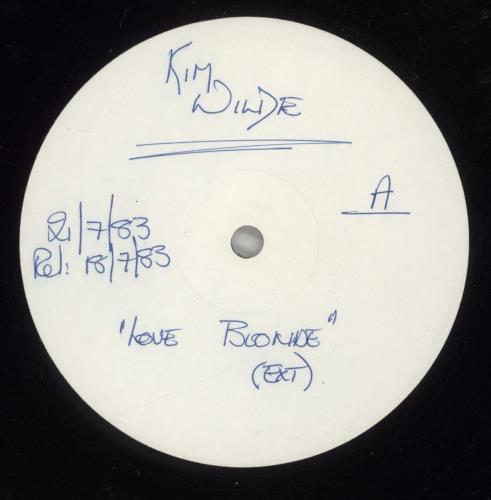 Kim
Wilde
A
21/7/83
Rel: 18/7/83
"Love Blonde"
(Ext).